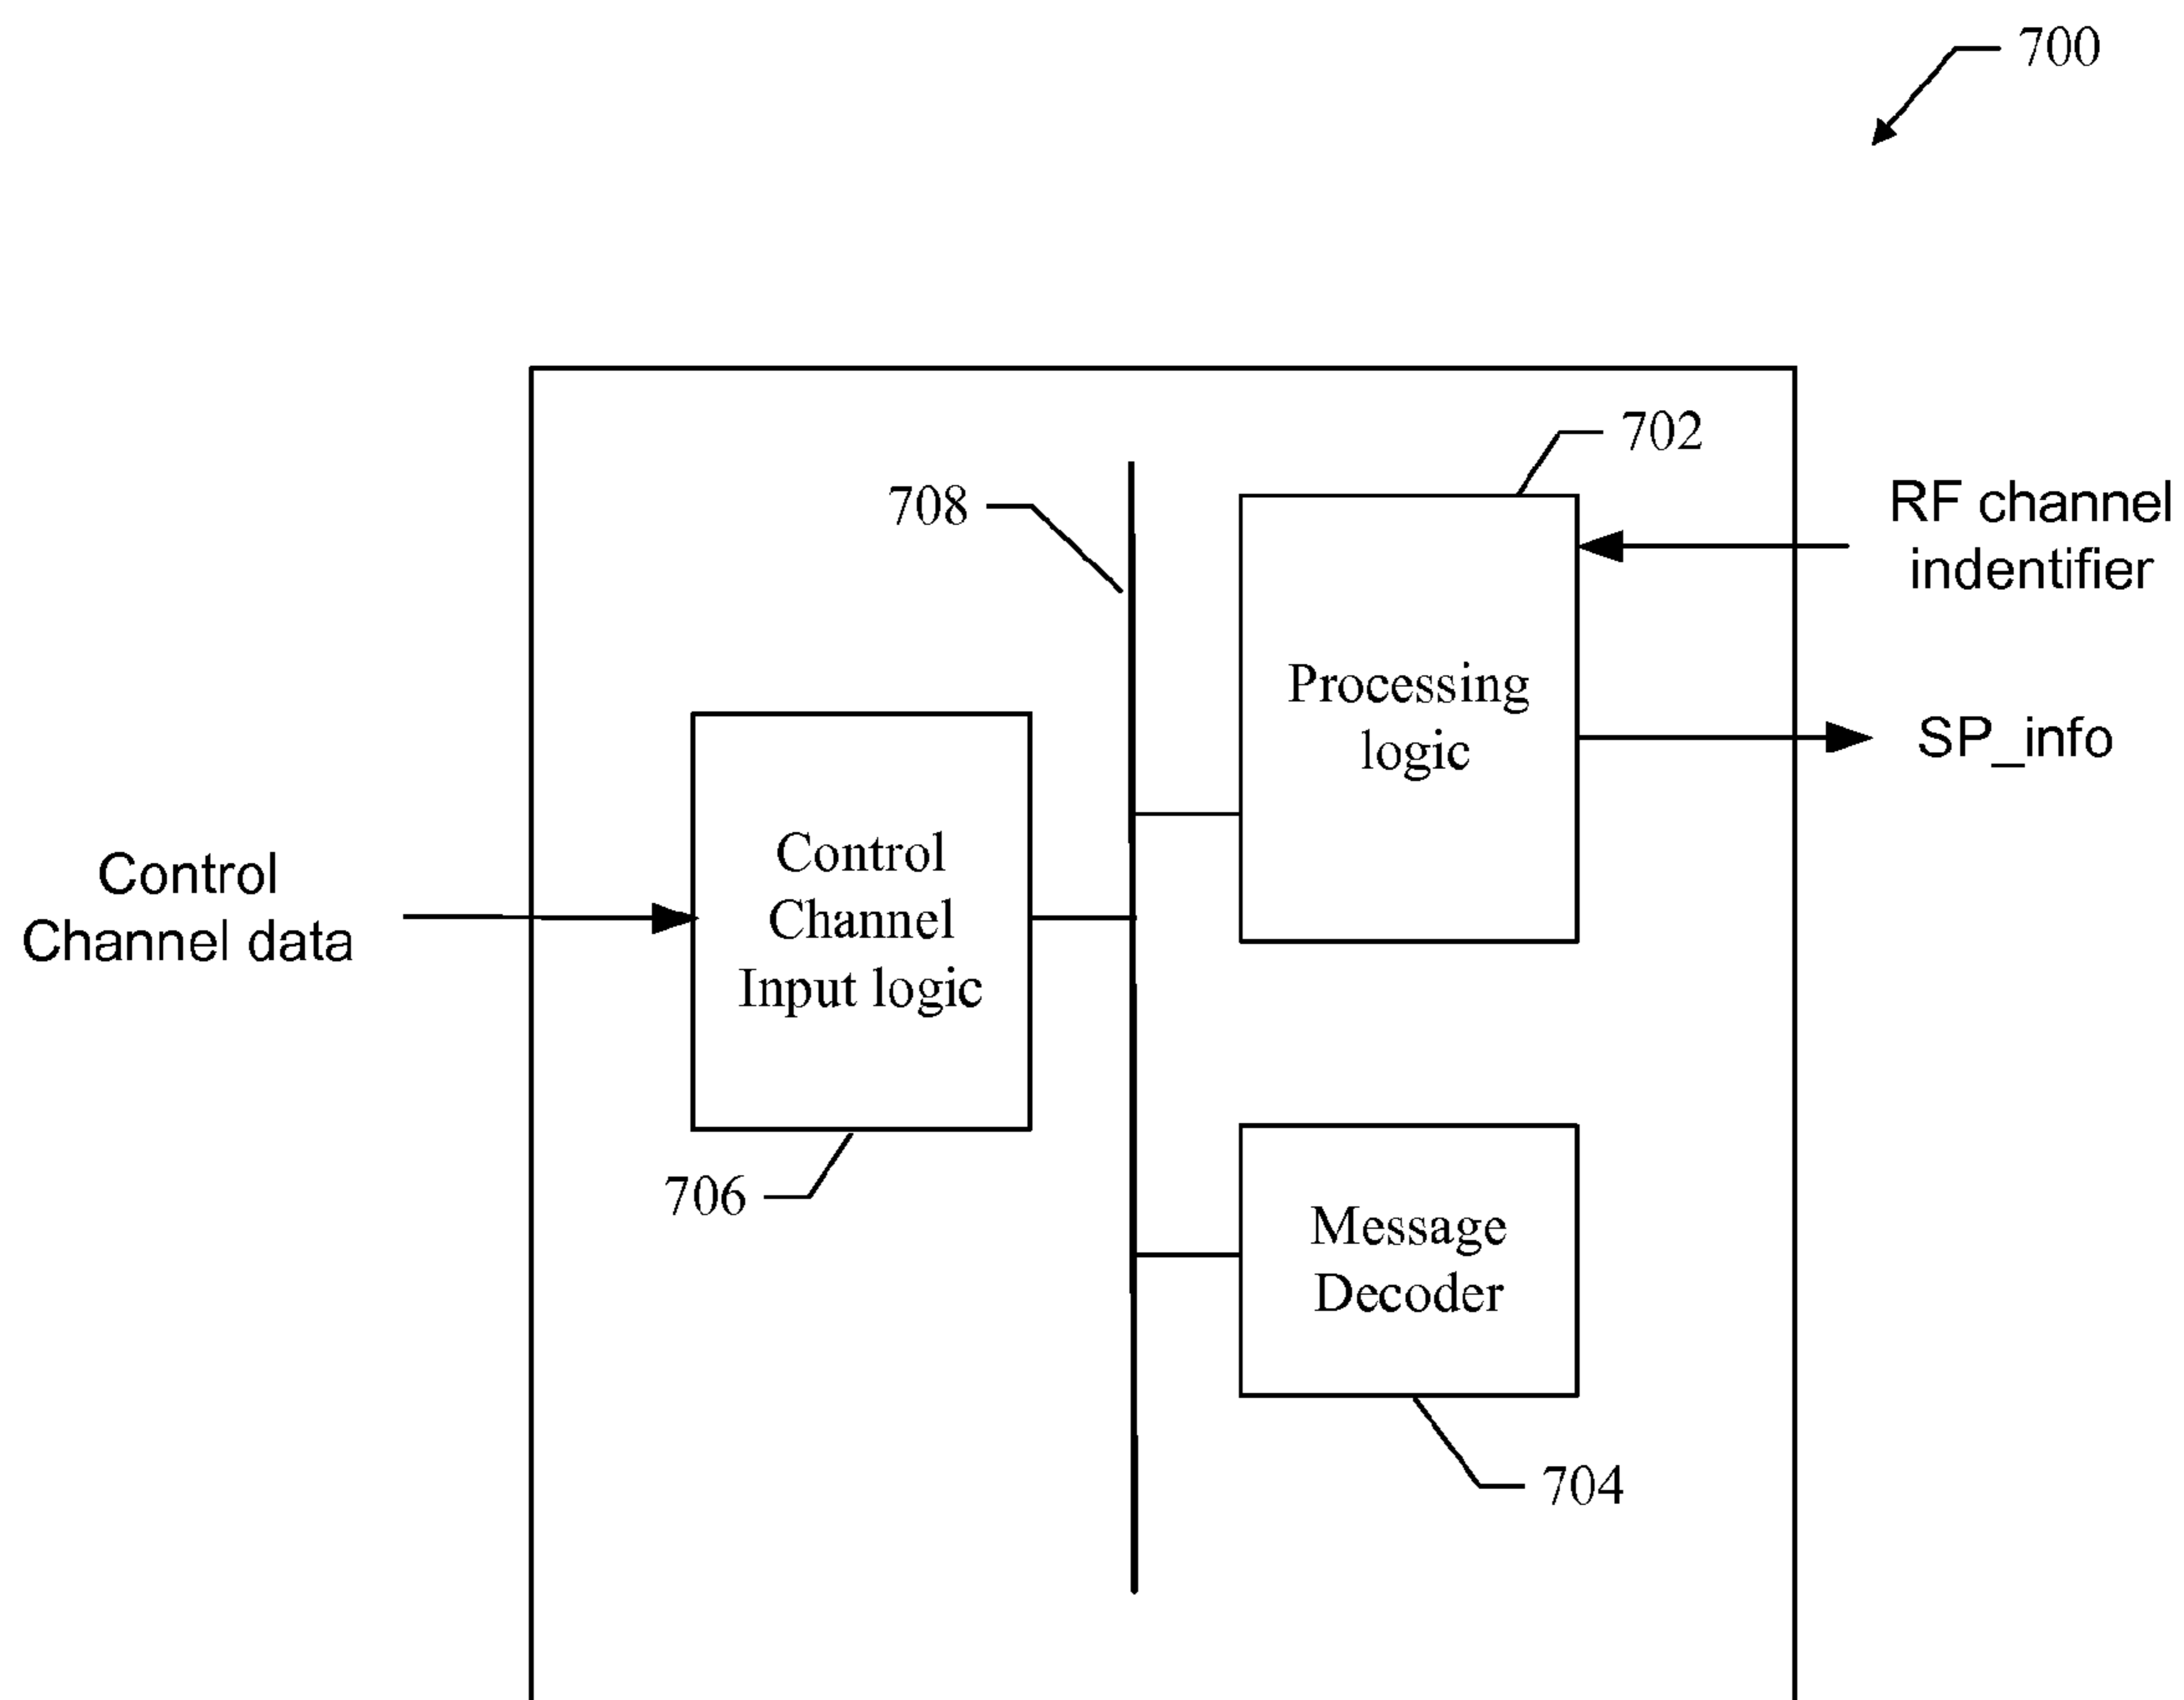 700
702
708
RF channel
indentifier
Processing
logic
SP_info
Control
Channel data
Control
Channel
Input logic
706
Message
Decoder
704